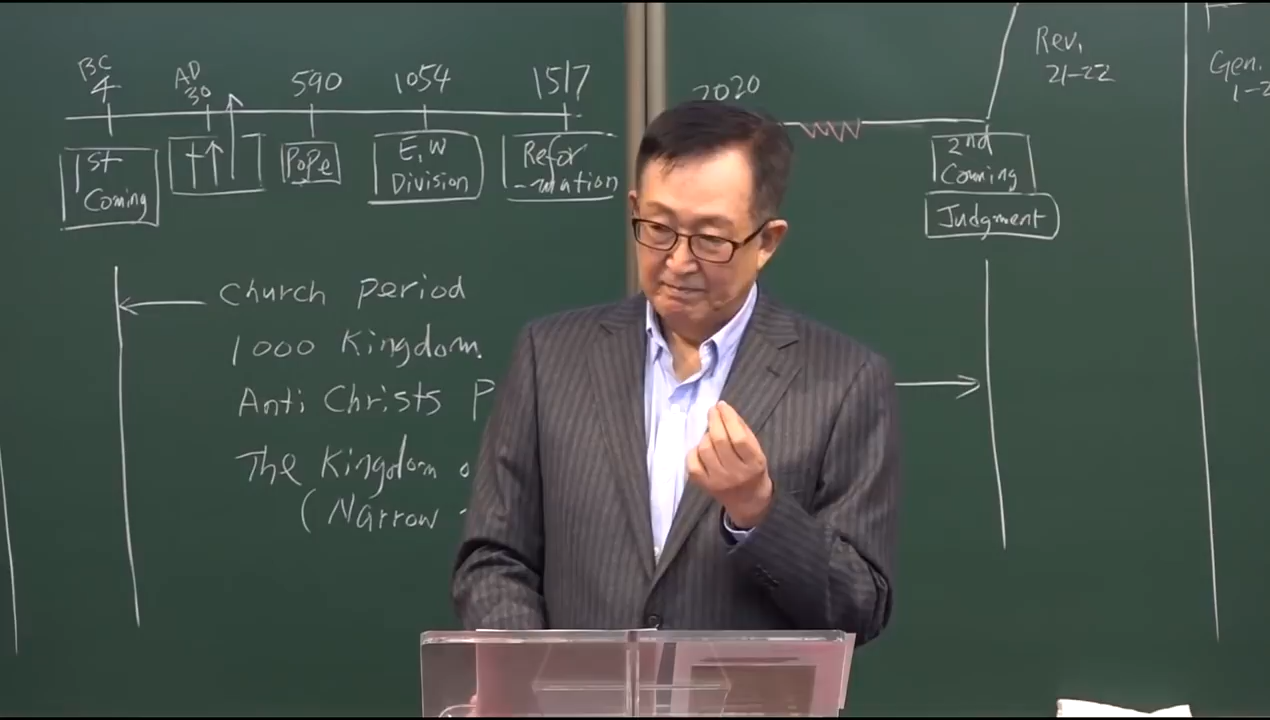 BC
4
AD
30
590
1054
1517
2020
Rev.
21-22
Gen.
1st
Coming
PoPe
E,W
Division
Refor
-mation
2nd
Coming
Judgment
Church period
1000 Kingdom
Anti Christs
The Kingdom
(Narrow